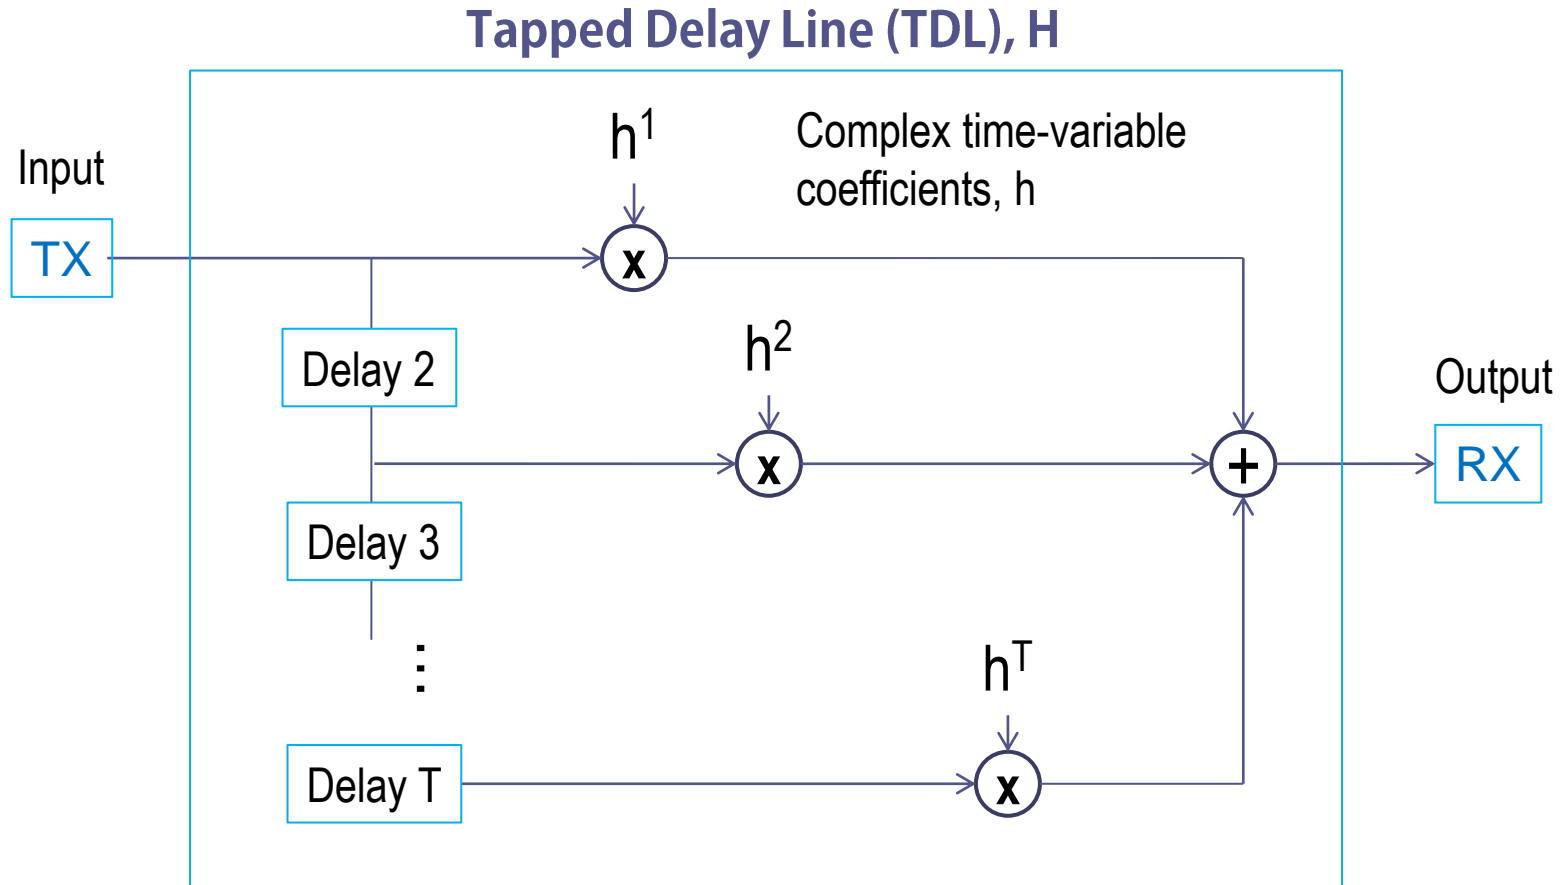 Tapped Delay Line (TDL), H
h¹
Complex time-variable
coefficients, h
Input
TX
x
h²
Delay 2
Output
x
+
RX
Delay 3
⋮
hᵀ
Delay T
x